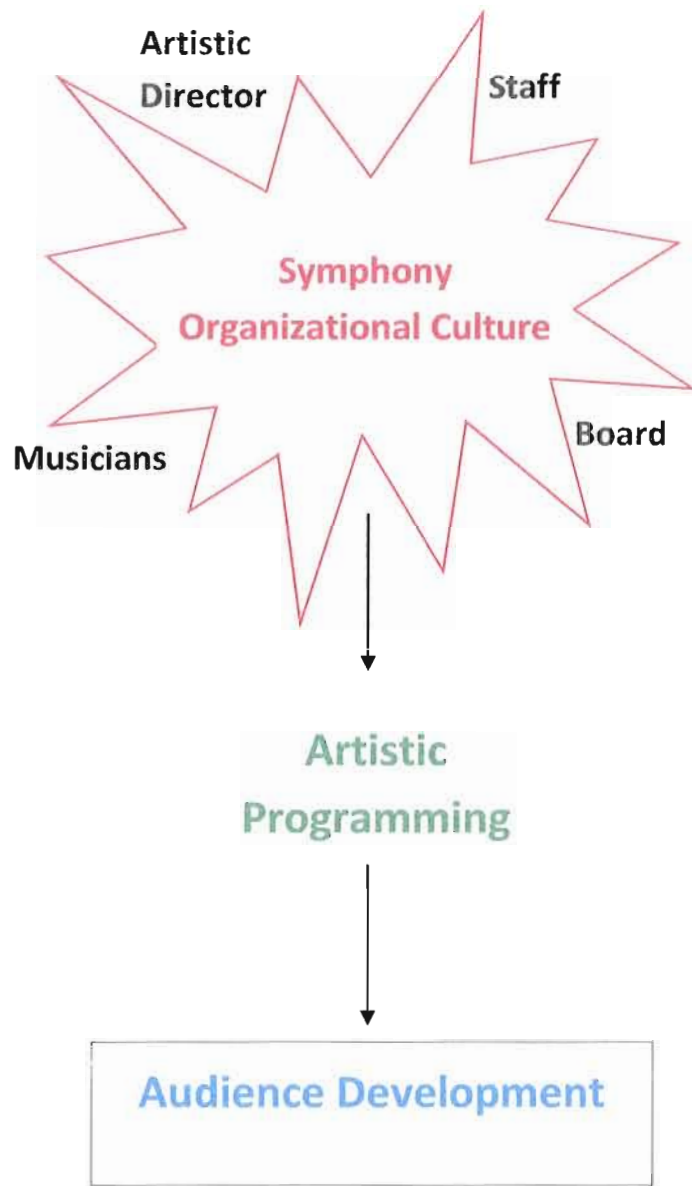 Artistic
Director
Staff
Symphony
Organizational Culture
Board
Musicians
Artistic
Programming
Audience Development